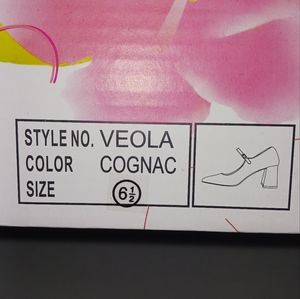 STYLE NO. VEOLA
COLOR COGNAC
SIZE 6½